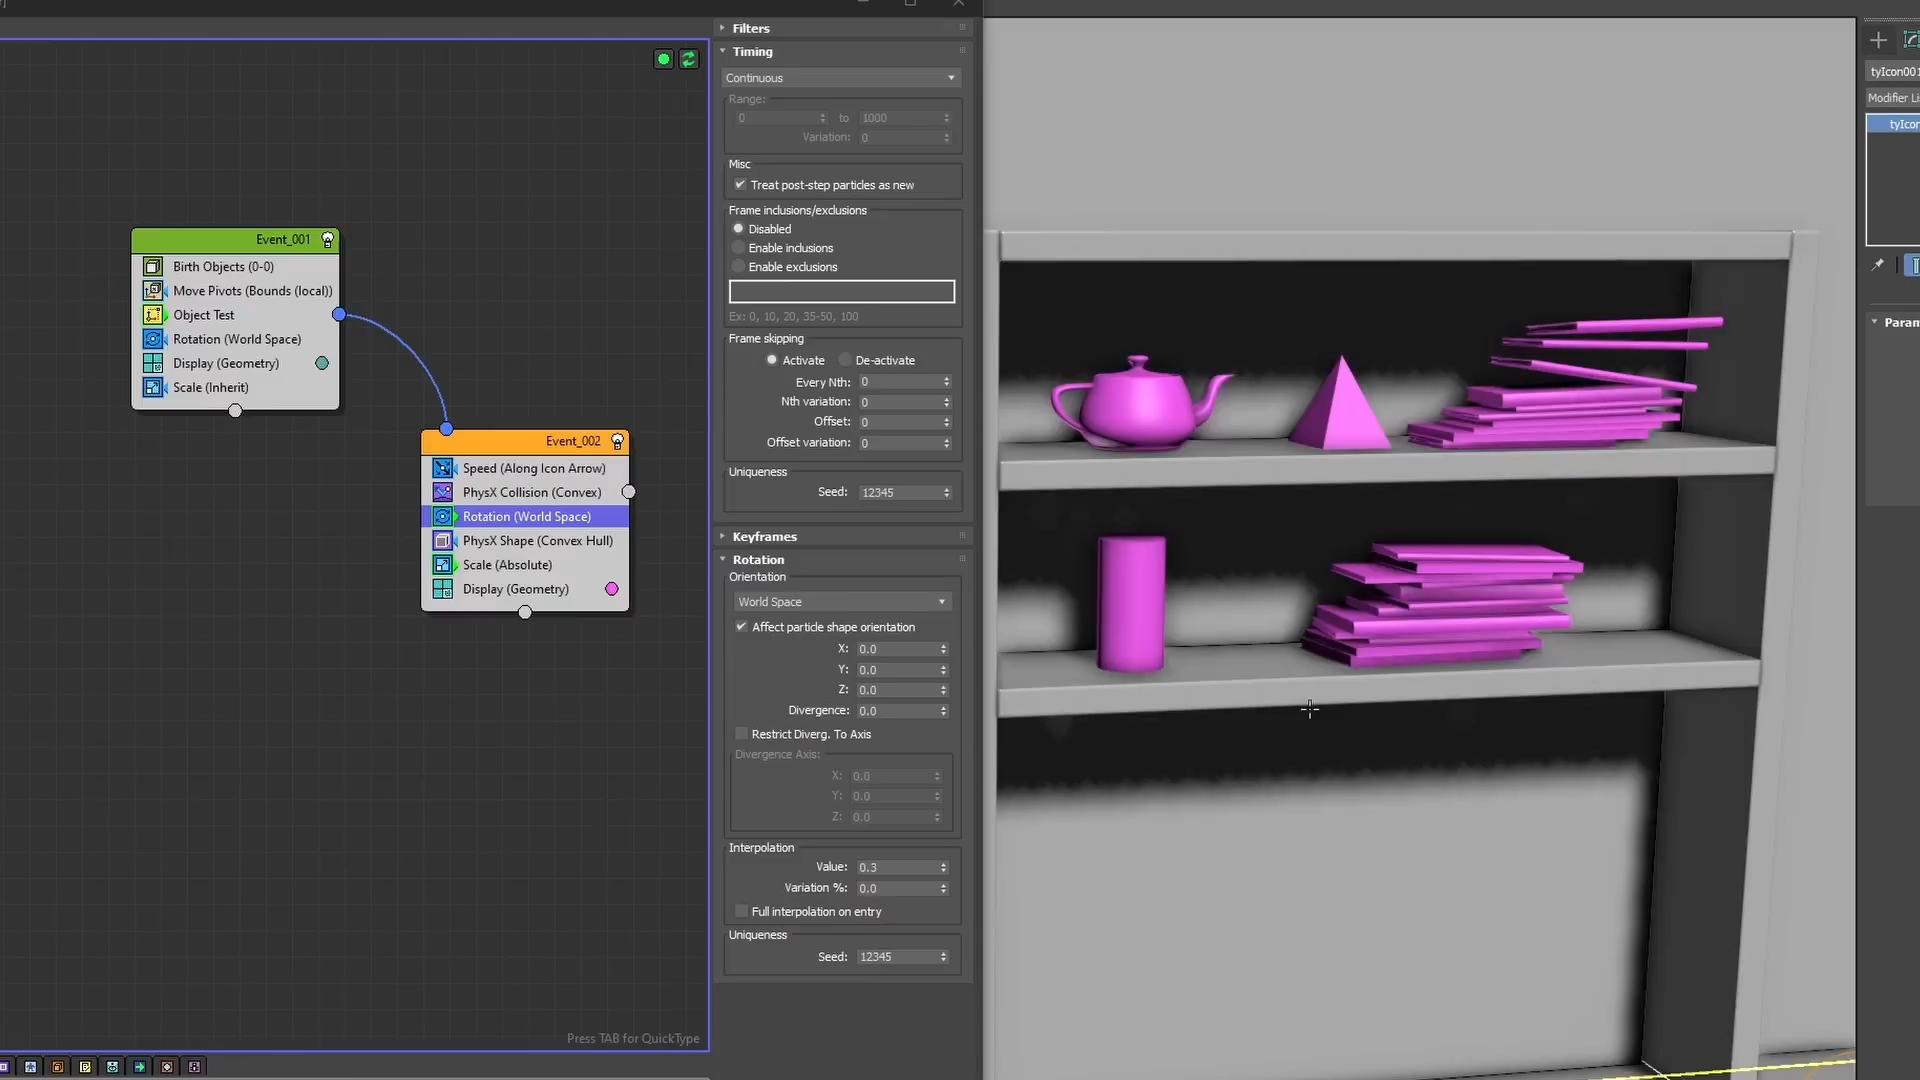 Filters
Timing
Continuous
Range:
0 to 1000
Variation: 0
Misc
Treat post-step particles as new
Frame inclusions/exclusions
Disabled
Enable inclusions
Enable exclusions
Ex: 0, 10, 20, 35-50, 100
Frame skipping
Activate De-activate
Every Nth: 0
Nth variation: 0
Offset: 0
Offset variation: 0
Uniqueness
Seed: 12345
Keyframes
Rotation
Orientation
World Space
Affect particle shape orientation
X: 0.0
Y: 0.0
Z: 0.0
Divergence: 0.0
Restrict Diverg. To Axis
Divergence Axis:
X: 0.0
Y: 0.0
Z: 0.0
Interpolation
Value: 0.3
Variation %: 0.0
Full interpolation on entry
Uniqueness
Seed: 12345
Event_001
Birth Objects (0-0)
Move Pivots (Bounds (local))
Object Test
Rotation (World Space)
Display (Geometry)
Scale (Inherit)
Event_002
Speed (Along Icon Arrow)
PhysX Collision (Convex)
Rotation (World Space)
PhysX Shape (Convex Hull)
Scale (Absolute)
Display (Geometry)
Press TAB for QuickType
tyIcon001
Modifier Li
tyIcon
Param